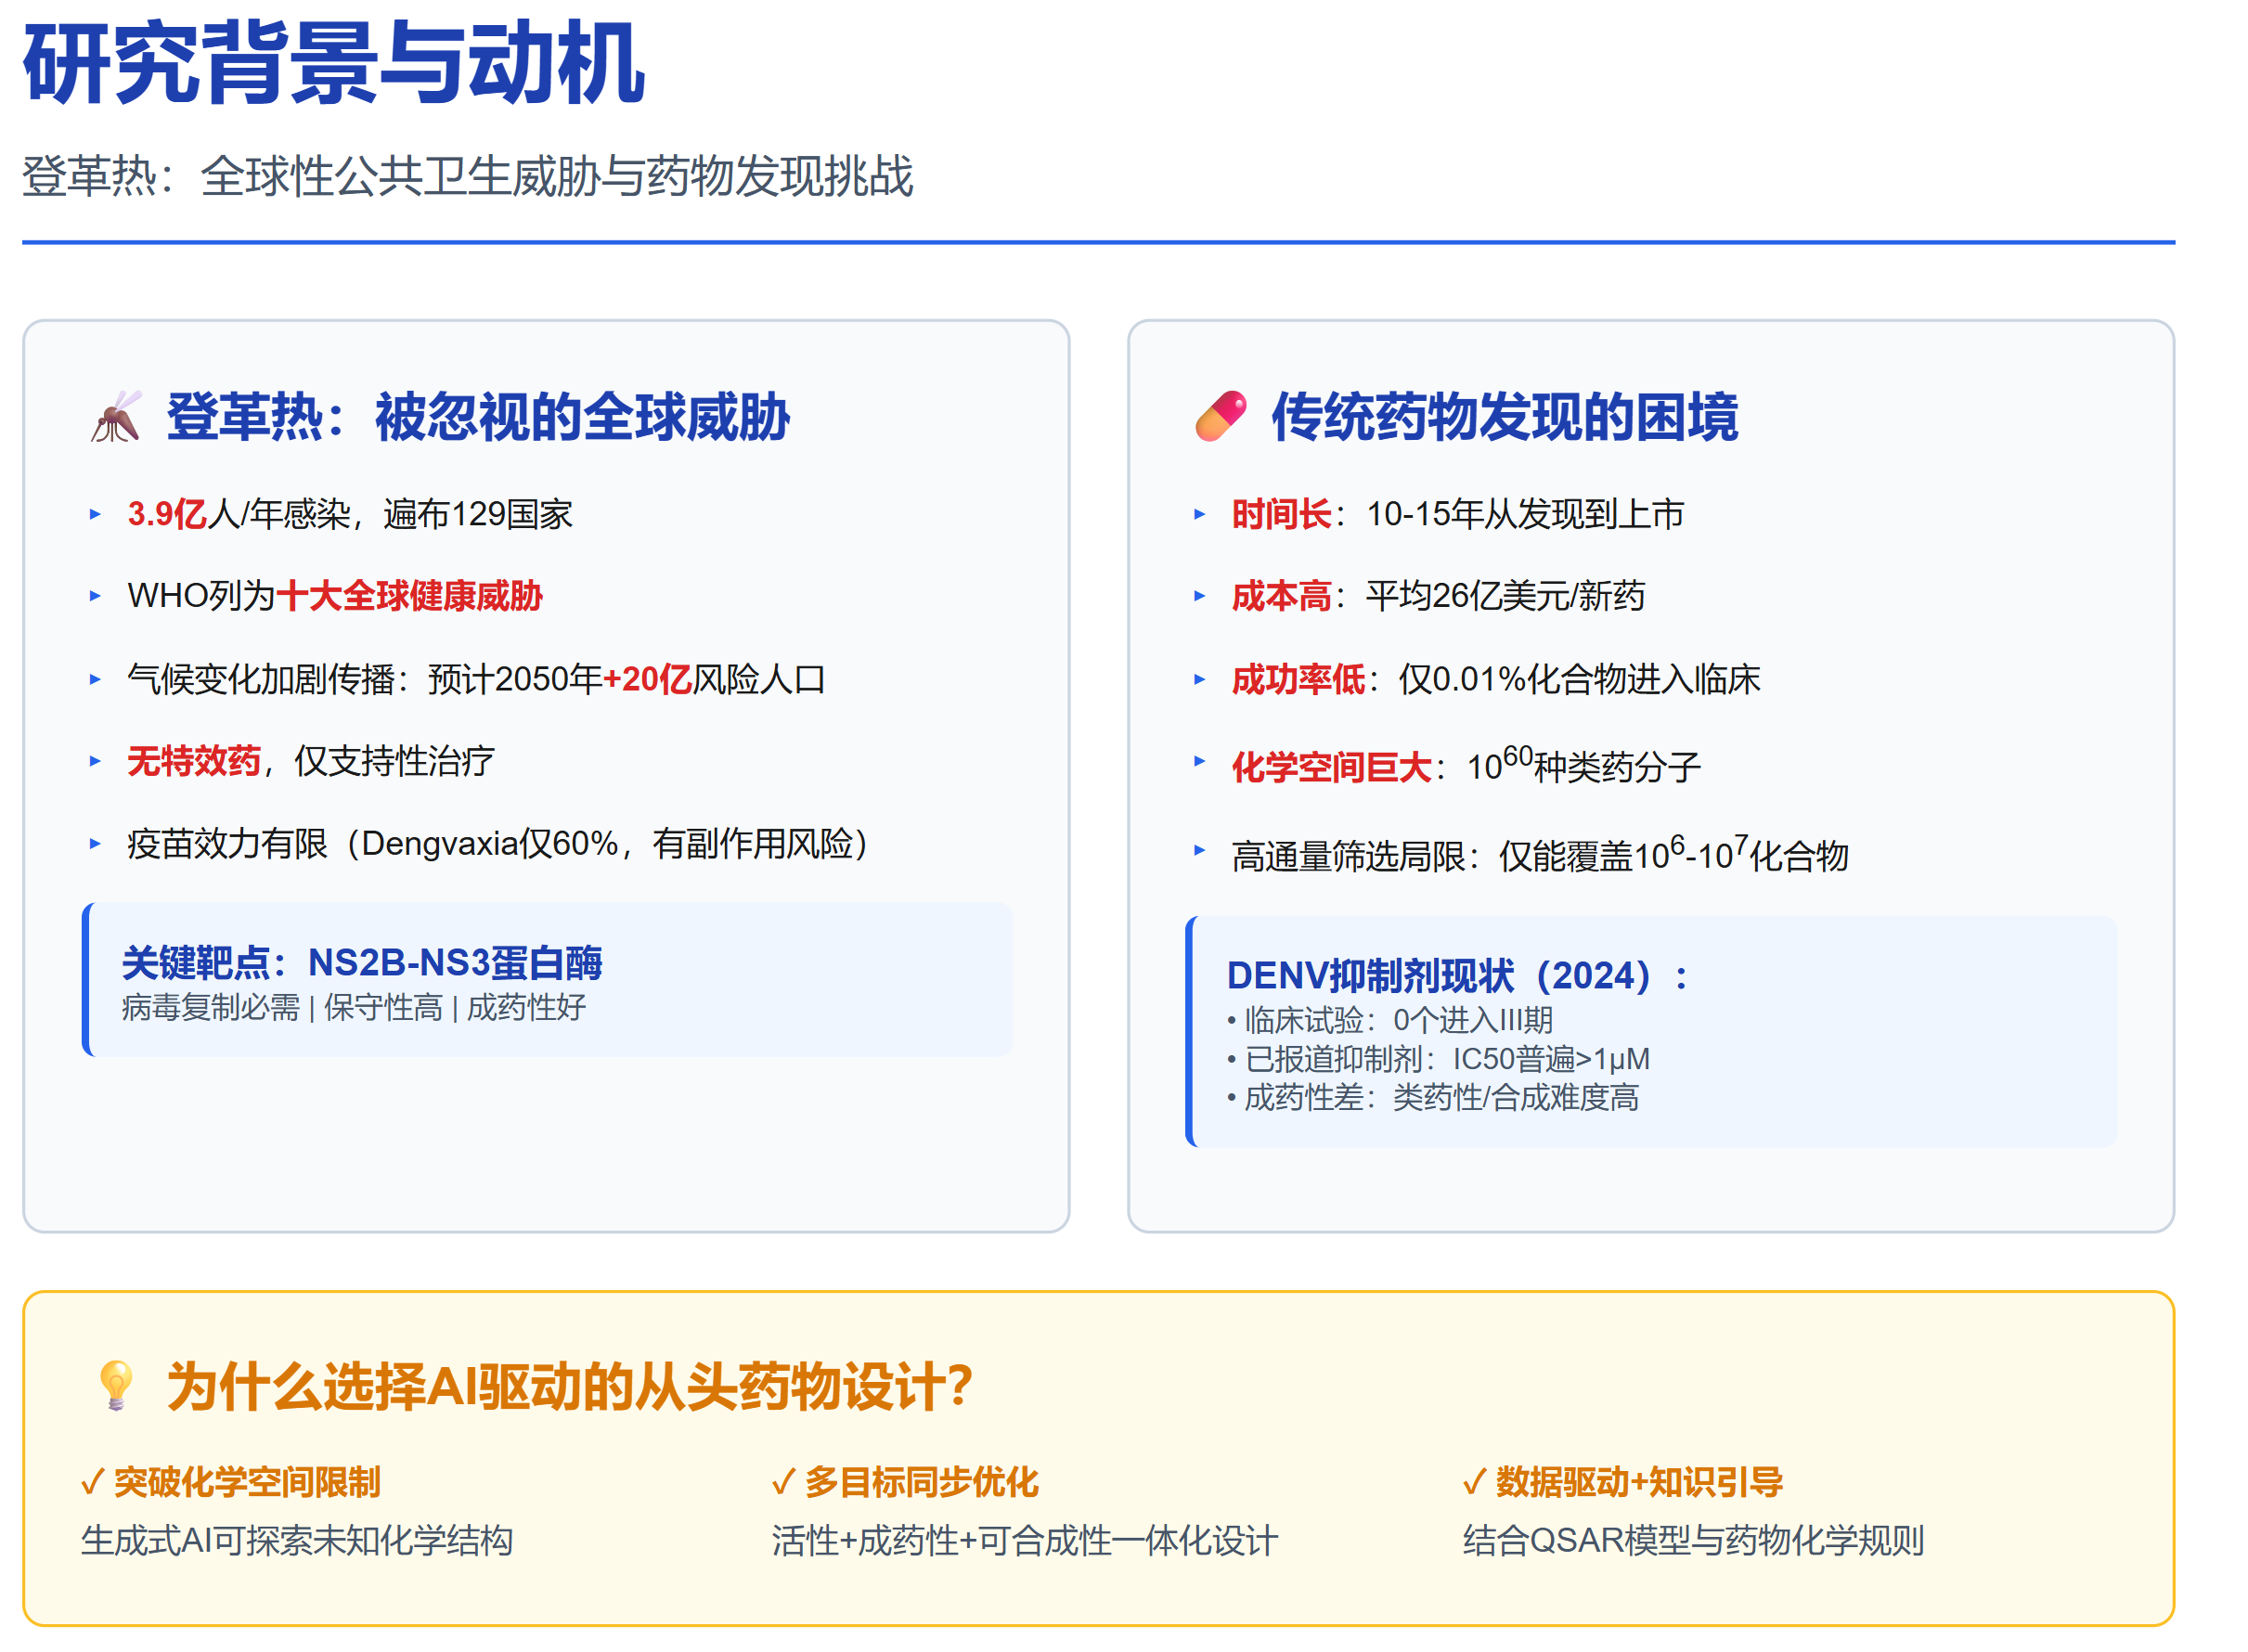 研究背景与动机
登革热：全球性公共卫生威胁与药物发现挑战
登革热：被忽视的全球威胁
3.9亿人/年感染，遍布129国家
WHO列为十大全球健康威胁
气候变化加剧传播：预计2050年+20亿风险人口
无特效药，仅支持性治疗
疫苗效力有限（Dengvaxia仅60%，有副作用风险）
关键靶点：NS2B-NS3蛋白酶
病毒复制必需 | 保守性高 | 成药性好
传统药物发现的困境
时间长：10-15年从发现到上市
成本高：平均26亿美元/新药
成功率低：仅0.01%化合物进入临床
化学空间巨大：10⁶⁰种类药分子
高通量筛选局限：仅能覆盖10⁶-10⁷化合物
DENV抑制剂现状（2024）：
• 临床试验：0个进入III期
• 已报道抑制剂：IC50普遍>1μM
• 成药性差：类药性/合成难度高
为什么选择AI驱动的从头药物设计？
✓ 突破化学空间限制
生成式AI可探索未知化学结构
✓ 多目标同步优化
活性+成药性+可合成性一体化设计
✓ 数据驱动+知识引导
结合QSAR模型与药物化学规则